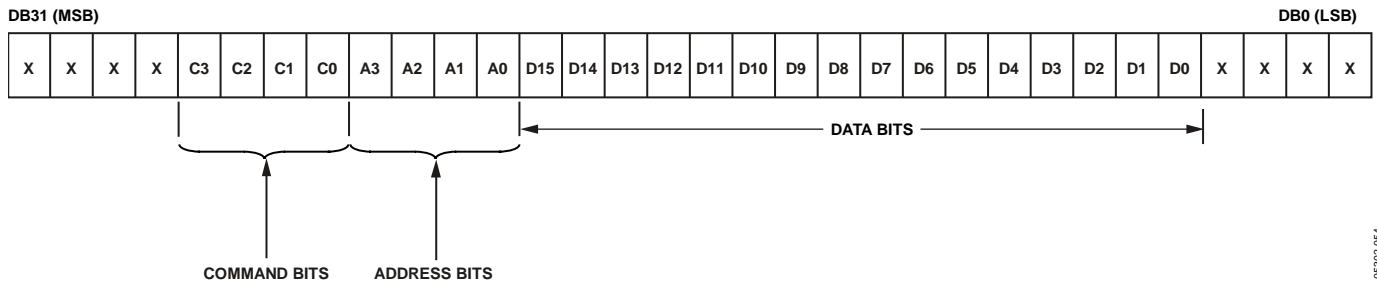 DB31 (MSB) DB0 (LSB)
X X X X C3 C2 C1 C0 A3 A2 A1 A0 D15 D14 D13 D12 D11 D10 D9 D8 D7 D6 D5 D4 D3 D2 D1 D0 X X X X
DATA BITS
COMMAND BITS ADDRESS BITS